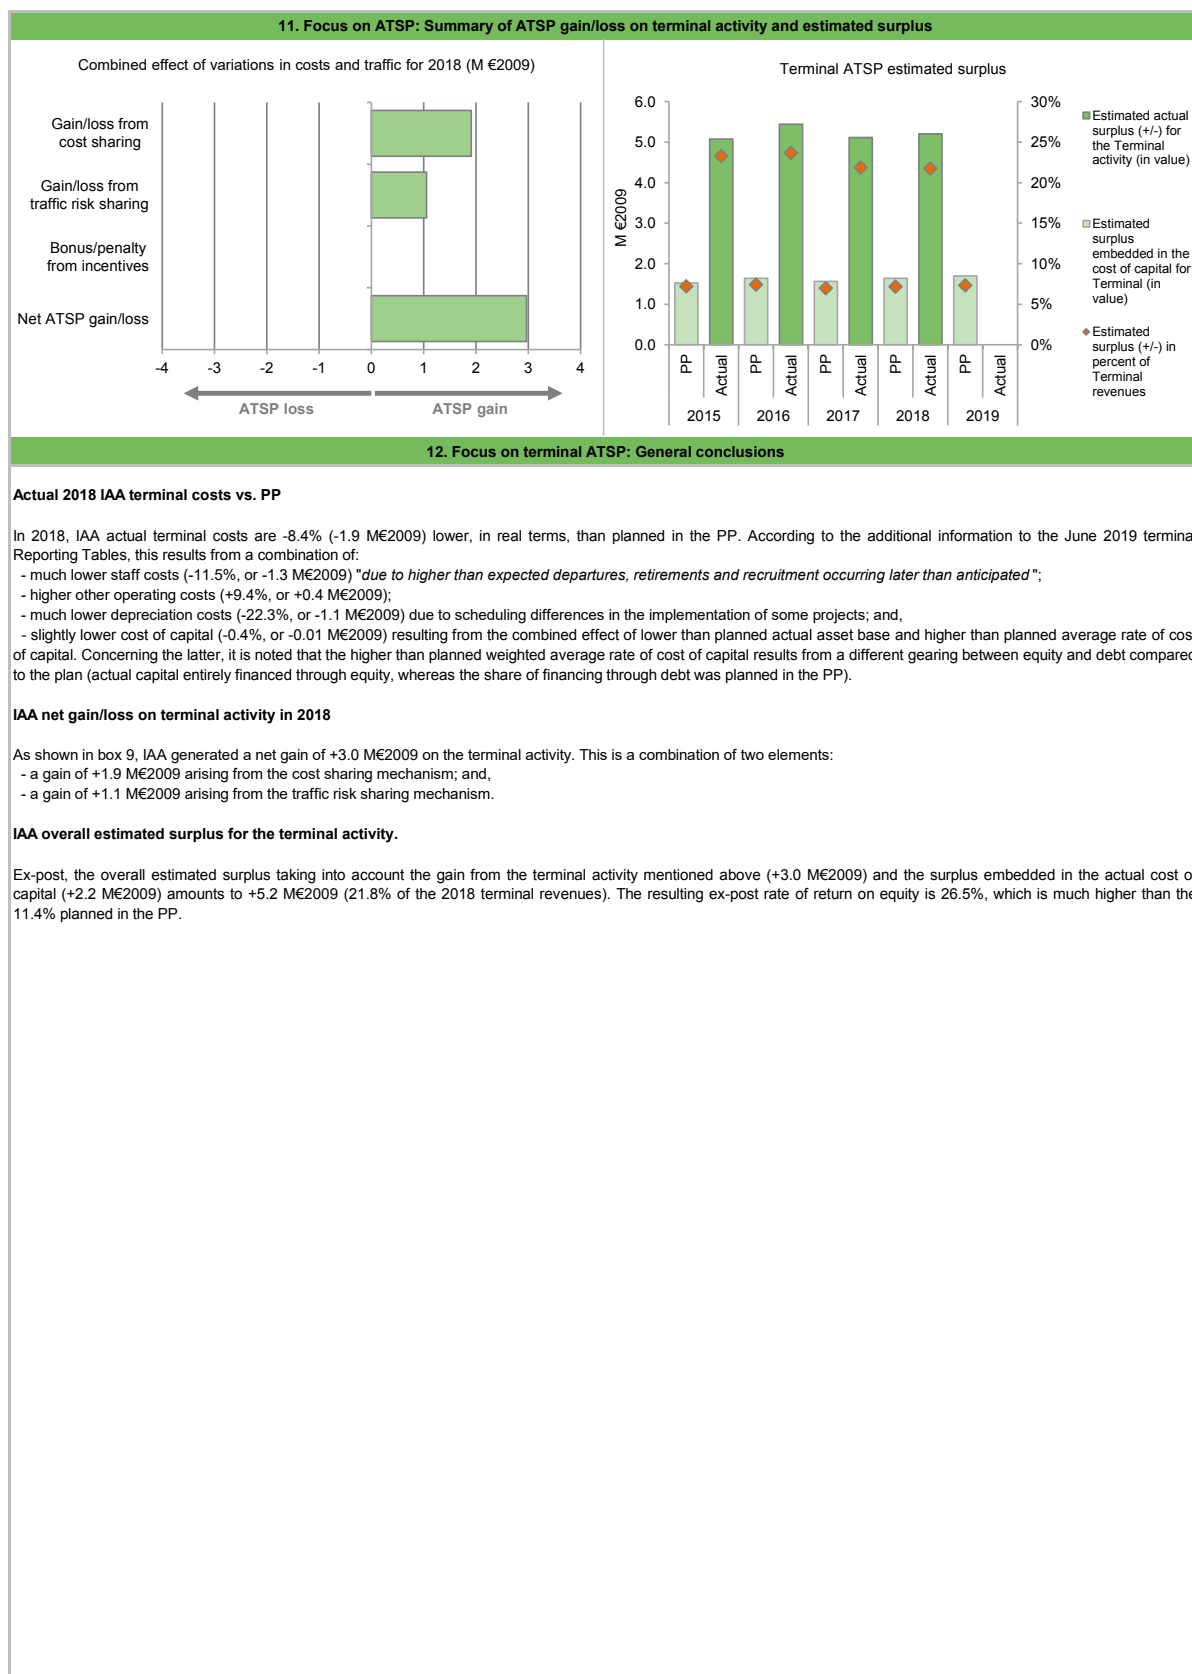 11. Focus on ATSP: Summary of ATSP gain/loss on terminal activity and estimated surplus
Combined effect of variations in costs and traffic for 2018 (M €2009)
Gain/loss from
cost sharing
Gain/loss from
traffic risk sharing
Bonus/penalty
from incentives
Net ATSP gain/loss
-4 -3 -2 -1 0 1 2 3 4
ATSP loss ATSP gain
Terminal ATSP estimated surplus
M €2009
6.0
5.0
4.0
3.0
2.0
1.0
0.0
30%
25%
20%
15%
10%
5%
0%
PP Actual PP Actual PP Actual PP Actual PP Actual
2015 2016 2017 2018 2019
Estimated actual
surplus (+/-) for
the Terminal
activity (in value)
Estimated
surplus
embedded in the
cost of capital for
Terminal (in
value)
Estimated
surplus (+/-) in
percent of
Terminal
revenues
12. Focus on terminal ATSP: General conclusions
Actual 2018 IAA terminal costs vs. PP
In 2018, IAA actual terminal costs are -8.4% (-1.9 M€2009) lower, in real terms, than planned in the PP. According to the additional information to the June 2019 termina
Reporting Tables, this results from a combination of:
- much lower staff costs (-11.5%, or -1.3 M€2009) "due to higher than expected departures, retirements and recruitment occurring later than anticipated";
- higher other operating costs (+9.4%, or +0.4 M€2009);
- much lower depreciation costs (-22.3%, or -1.1 M€2009) due to scheduling differences in the implementation of some projects; and,
- slightly lower cost of capital (-0.4%, or -0.01 M€2009) resulting from the combined effect of lower than planned actual asset base and higher than planned average rate of cos
of capital. Concerning the latter, it is noted that the higher than planned weighted average rate of cost of capital results from a different gearing between equity and debt compared
to the plan (actual capital entirely financed through equity, whereas the share of financing through debt was planned in the PP).
IAA net gain/loss on terminal activity in 2018
As shown in box 9, IAA generated a net gain of +3.0 M€2009 on the terminal activity. This is a combination of two elements:
- a gain of +1.9 M€2009 arising from the cost sharing mechanism; and,
- a gain of +1.1 M€2009 arising from the traffic risk sharing mechanism.
IAA overall estimated surplus for the terminal activity.
Ex-post, the overall estimated surplus taking into account the gain from the terminal activity mentioned above (+3.0 M€2009) and the surplus embedded in the actual cost o
capital (+2.2 M€2009) amounts to +5.2 M€2009 (21.8% of the 2018 terminal revenues). The resulting ex-post rate of return on equity is 26.5%, which is much higher than the
11.4% planned in the PP.